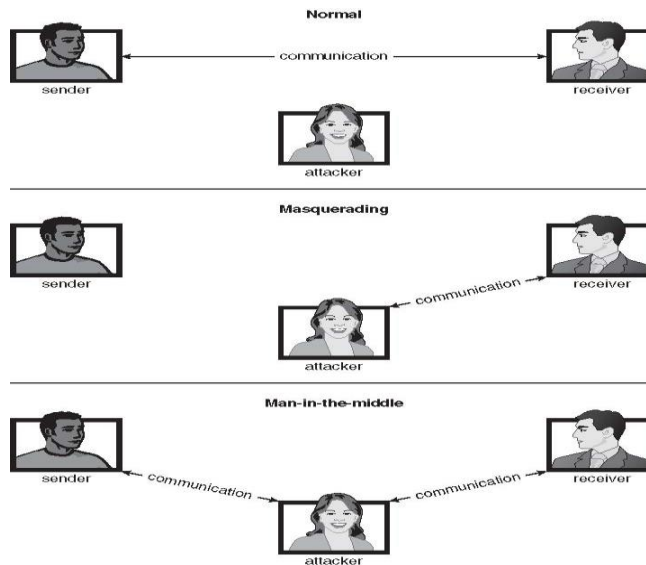 Normal
communication
sender
receiver
attacker
Masquerading
sender
receiver
communication
attacker
Man-in-the-middle
sender
receiver
communication
communication
attacker